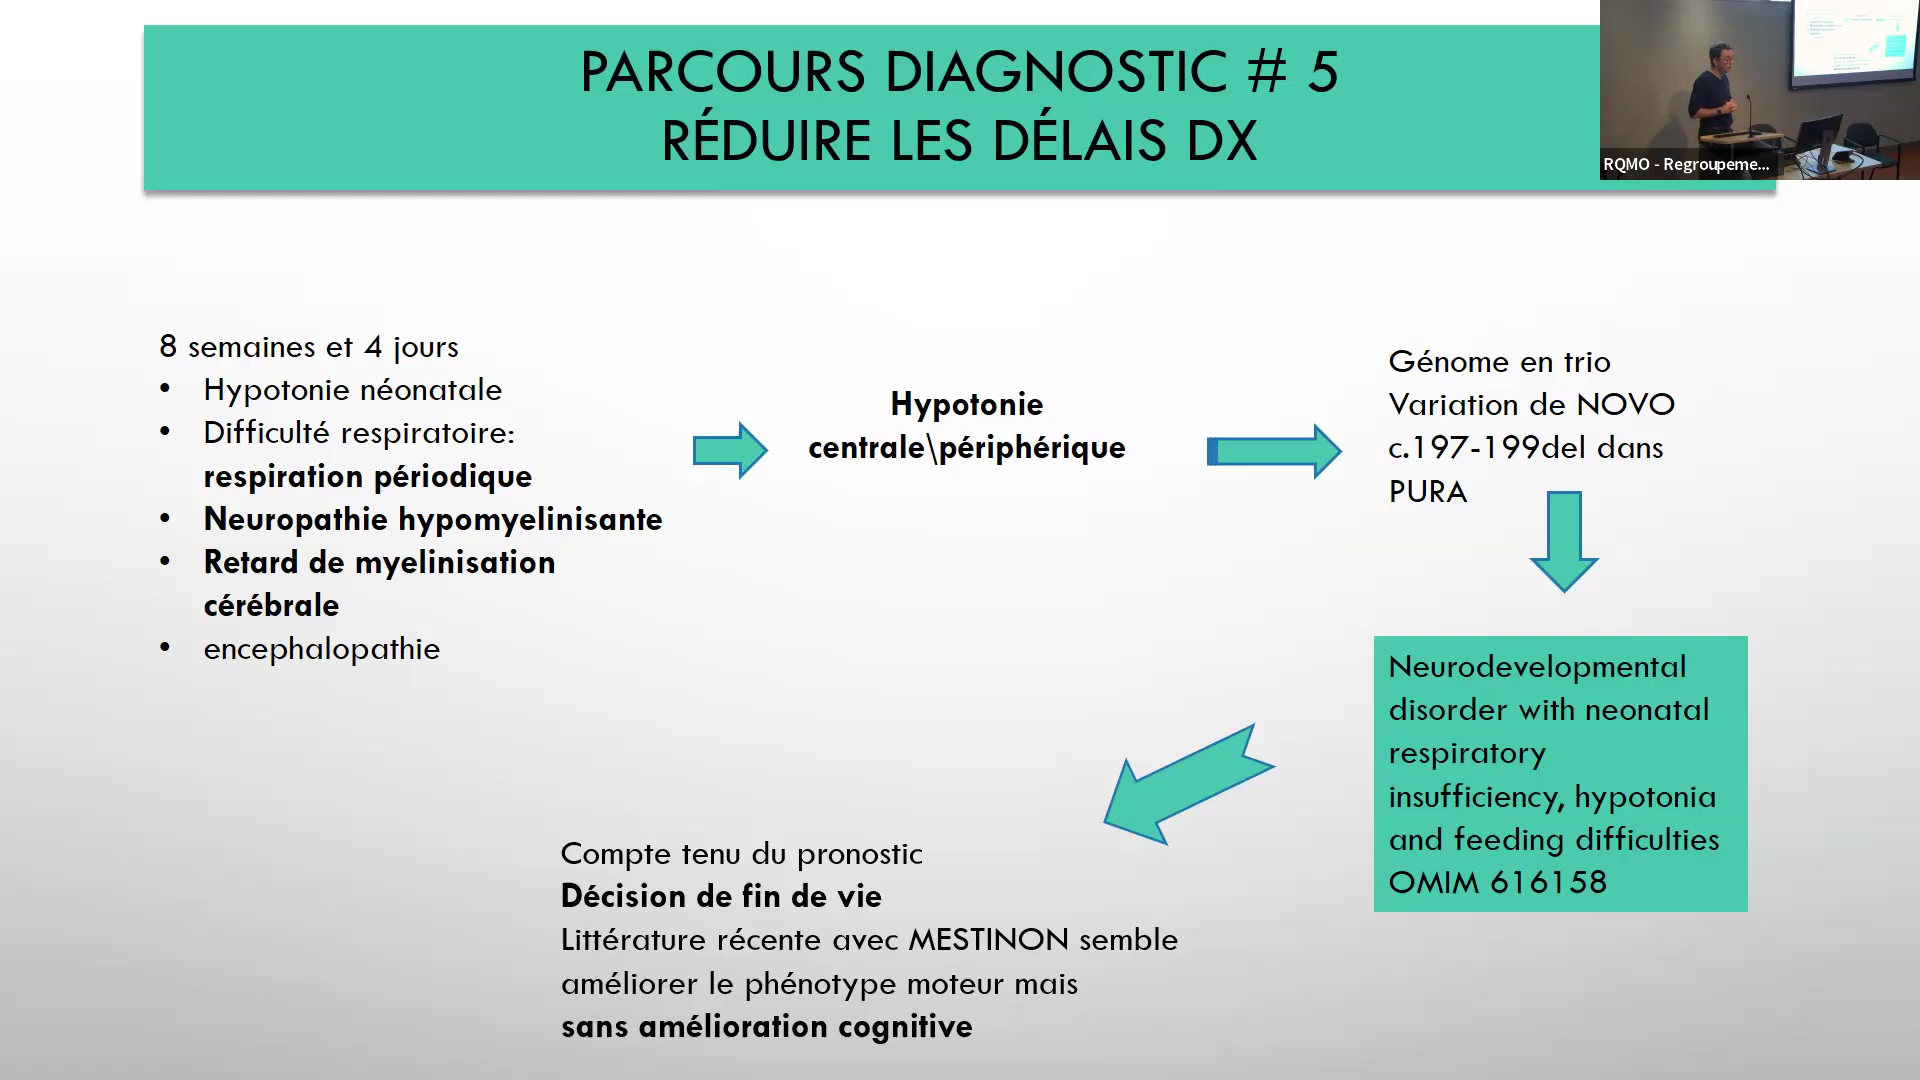 PARCOURS DIAGNOSTIC # 5
RÉDUIRE LES DÉLAIS DX
RQMO - Regroupeme...
8 semaines et 4 jours
• Hypotonie néonatale
• Difficulté respiratoire:
respiration périodique
• Neuropathie hypomyelinisante
• Retard de myelinisation
cérébrale
• encephalopathie
Hypotonie
centrale\périphérique
Génome en trio
Variation de NOVO
c.197-199del dans
PURA
Neurodevelopmental
disorder with neonatal
respiratory
insufficiency, hypotonia
and feeding difficulties
OMIM 616158
Compte tenu du pronostic
Décision de fin de vie
Littérature récente avec MESTINON semble
améliorer le phénotype moteur mais
sans amélioration cognitive